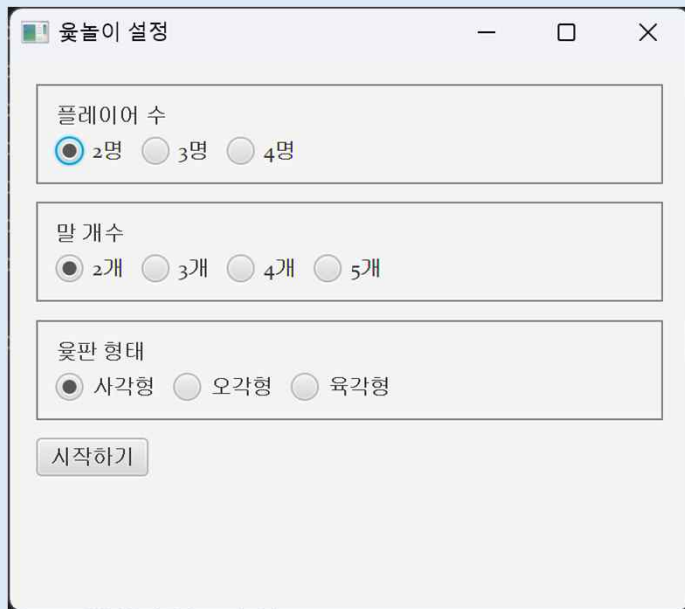 윷놀이 설정
플레이어 수
2명 3명 4명
말 개수
2개 3개 4개 5개
윷판 형태
사각형 오각형 육각형
시작하기